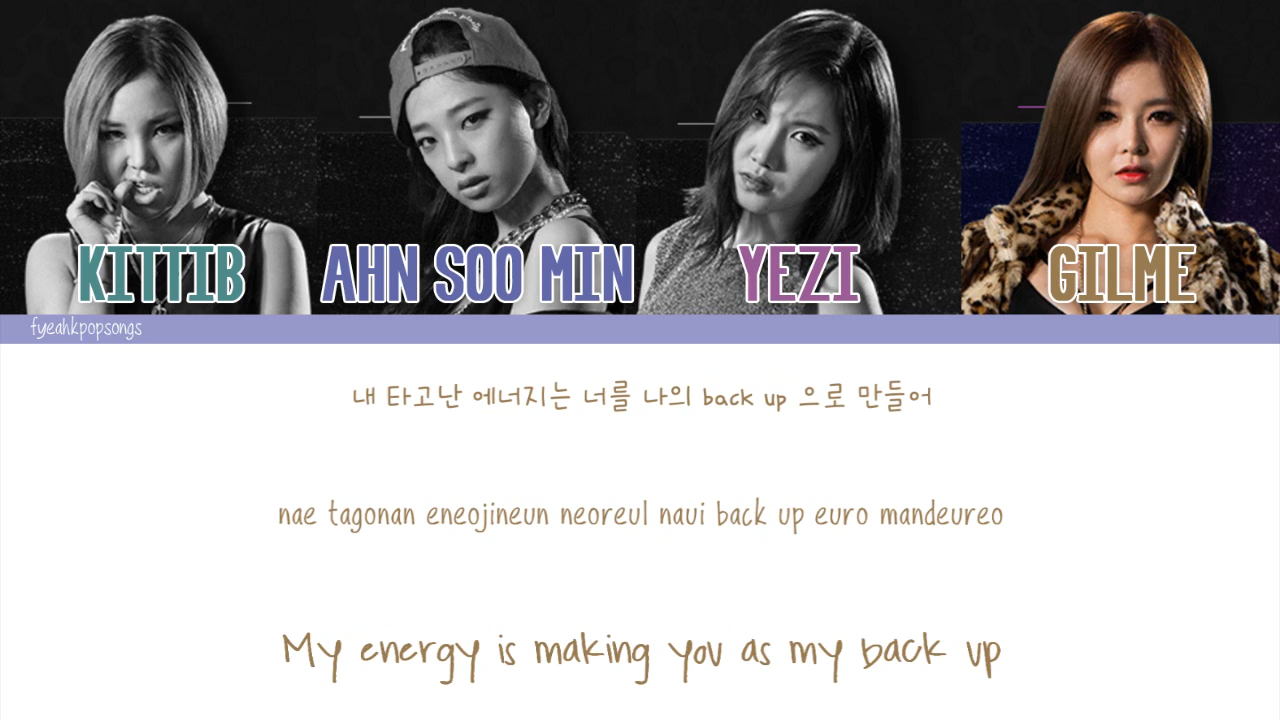 KITTIB
AHN SOO MIN
YEZI
GILME
fyeahkpopsongs
내 타고난 에너지는 너를 나의 back up 으로 만들어
nae tagonan eneojineun neoreul naui back up euro mandeureo
My energy is making you as my back up